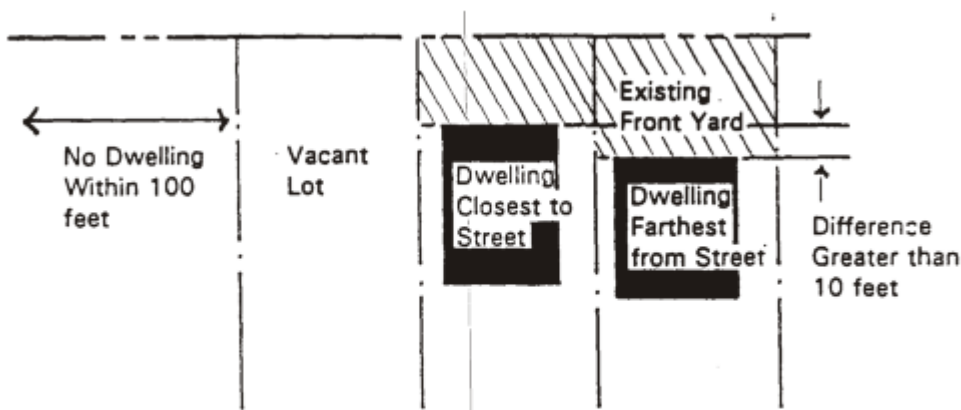 No Dwelling
Within 100
feet
Vacant
Lot
Dwelling
Closest to
Street
Existing
Front Yard
Dwelling
Farthest
from Street
Difference
Greater than
10 feet